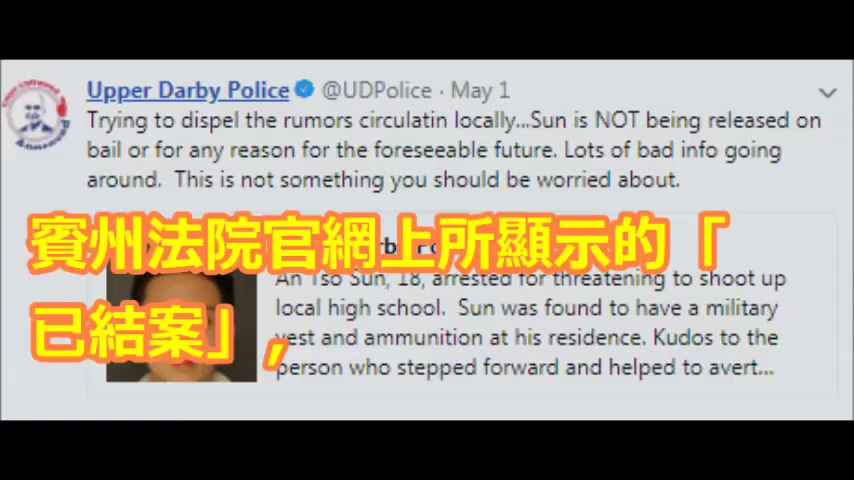 Upper Darby Police @UDPolice · May 1
Trying to dispel the rumors circulatin locally...Sun is NOT being released on
bail or for any reason for the foreseeable future. Lots of bad info going
around. This is not something you should be worried about.
賓州法院官網上所顯示的「
已結案」,
An Tso Sun, 18, arrested for threatening to shoot up
local high school. Sun was found to have a military
vest and ammunition at his residence. Kudos to the
person who stepped forward and helped to avert...